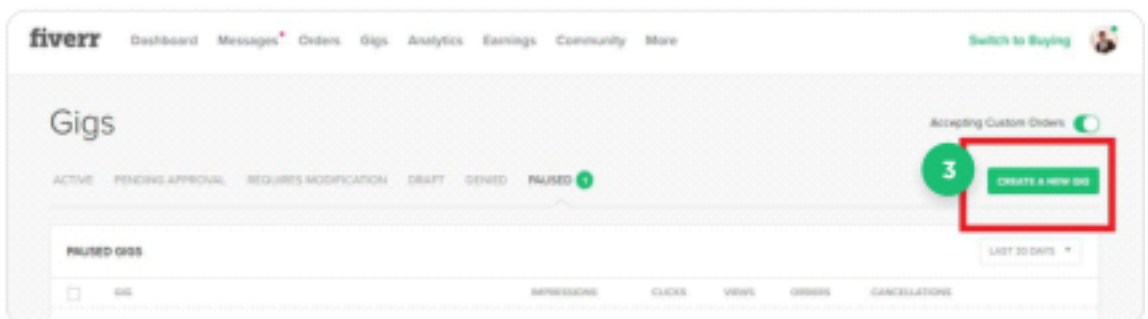 fiverr Dashboard Messages Orders Gigs Analytics Earnings Community More Switch to Buying
Gigs
Accepting Custom Orders
3
ACTIVE PENDING APPROVAL REQUIRES MODIFICATION DRAFT DENIED PAUSED 1 CREATE A NEW GIG
PAUSED GIGS LAST 30 DAYS
GIG IMPRESSIONS CLICKS VIEWS ORDERS CANCELLATIONS